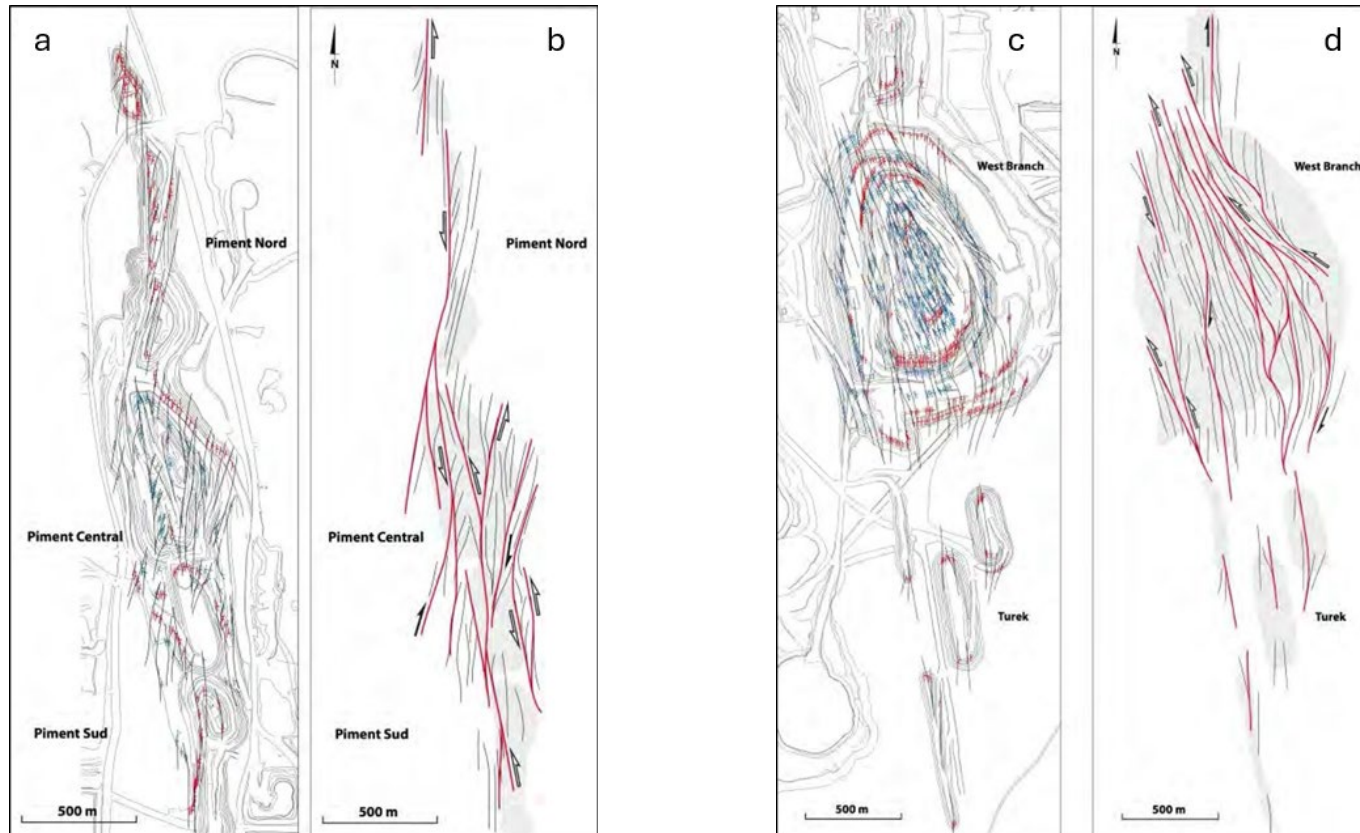 a
Piment Nord
Piment Central
Piment Sud
500 m
b
N
Piment Nord
Piment Central
Piment Sud
500 m
c
West Branch
Turek
500 m
d
N
West Branch
Turek
500 m